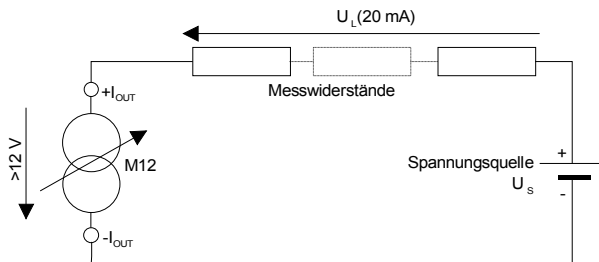 U_L(20 mA)
+I_OUT
Messwiderstände
>12 V
M12
Spannungsquelle
U_S
+
-
-I_OUT